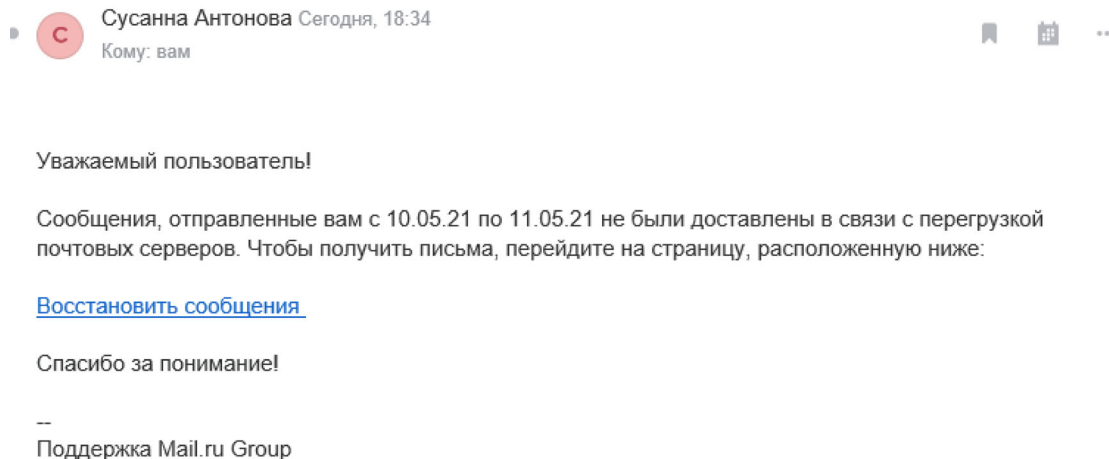 Сусанна Антонова Сегодня, 18:34
С
Кому: вам
Уважаемый пользователь!
Сообщения, отправленные вам с 10.05.21 по 11.05.21 не были доставлены в связи с перегрузкой
почтовых серверов. Чтобы получить письма, перейдите на страницу, расположенную ниже:
Восстановить сообщения
Спасибо за понимание!
--
Поддержка Mail.ru Group